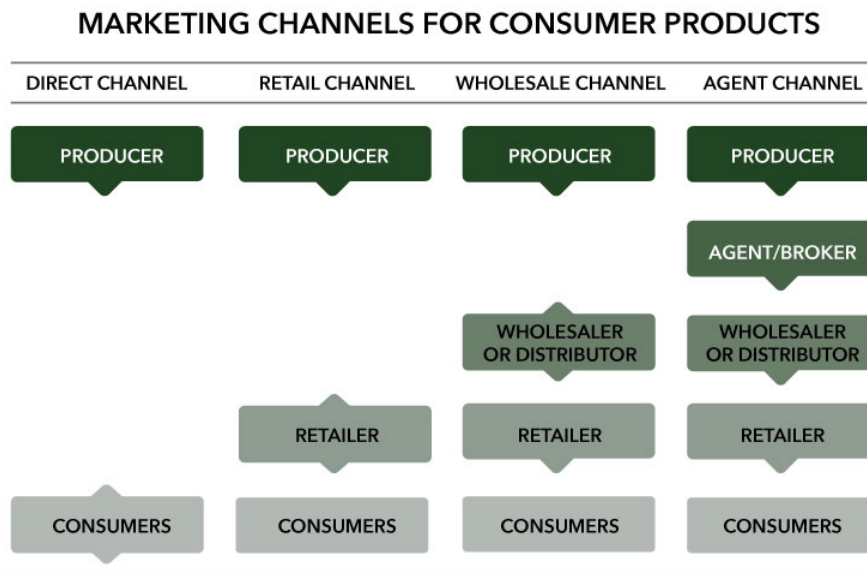 MARKETING CHANNELS FOR CONSUMER PRODUCTS
DIRECT CHANNEL RETAIL CHANNEL WHOLESALE CHANNEL AGENT CHANNEL
PRODUCER PRODUCER PRODUCER PRODUCER
AGENT/BROKER
WHOLESALER WHOLESALER
OR DISTRIBUTOR OR DISTRIBUTOR
RETAILER RETAILER RETAILER
CONSUMERS CONSUMERS CONSUMERS CONSUMERS